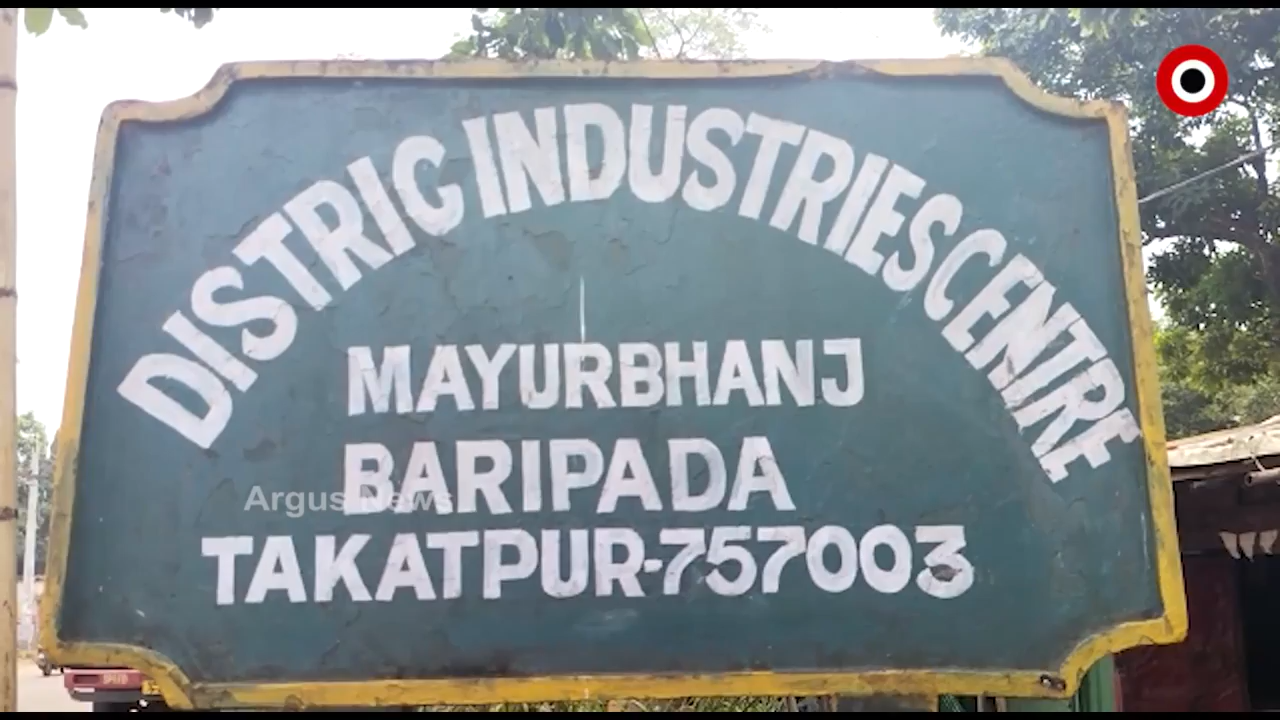 DISTRIC INDUSTRIES CENTRE
MAYURBHANJ
BARIPADA
Argus News
TAKATPUR-757003